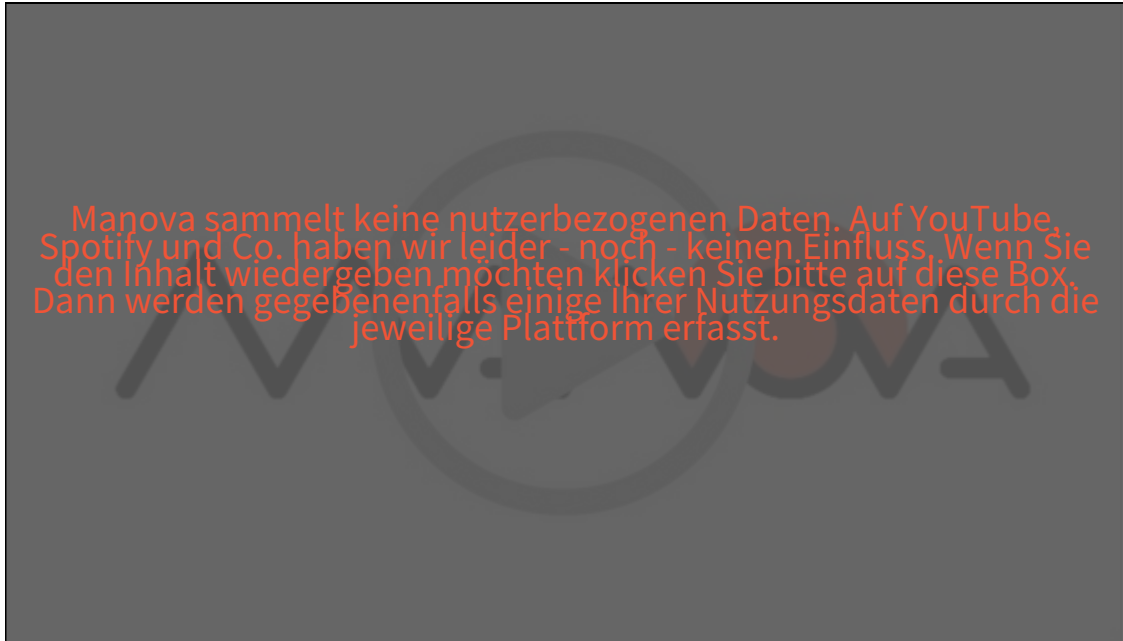 Manova sammelt keine nutzerbezogenen Daten. Auf YouTube,
Spotify und Co. haben wir leider - noch - keinen Einfluss. Wenn Sie
den Inhalt wiedergeben möchten klicken Sie bitte auf diese Box.
Dann werden gegebenenfalls einige Ihrer Nutzungsdaten durch die
jeweilige Plattform erfasst.
MANOVA